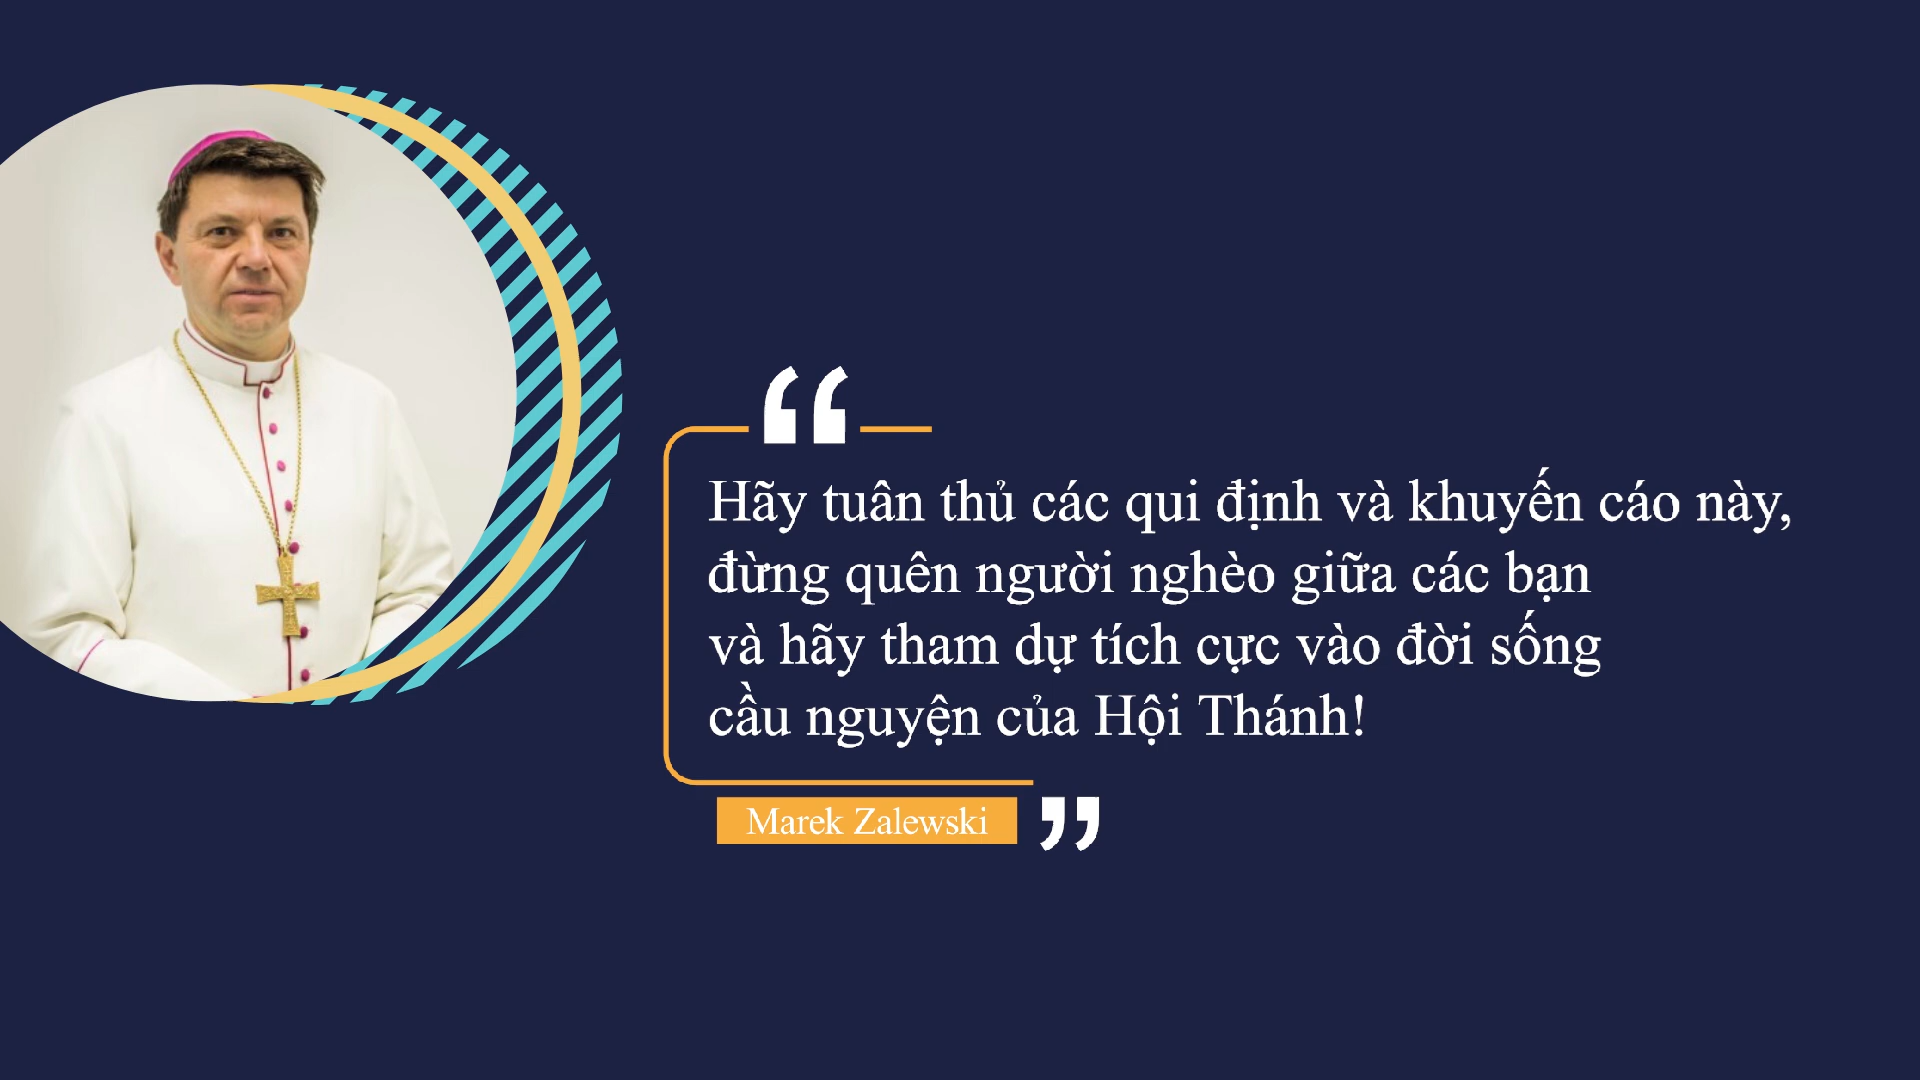 “
Hãy tuân thủ các qui định và khuyến cáo này,
đừng quên người nghèo giữa các bạn
và hãy tham dự tích cực vào đời sống
cầu nguyện của Hội Thánh!
Marek Zalewski ”